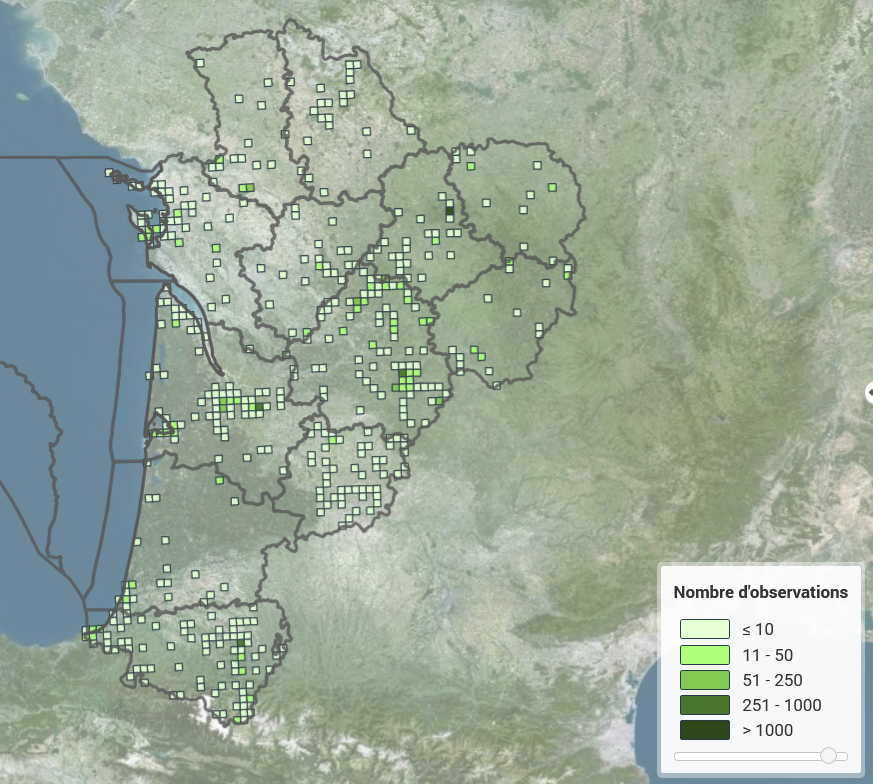 Nombre d'observations
≤ 10
11 - 50
51 - 250
251 - 1000
> 1000